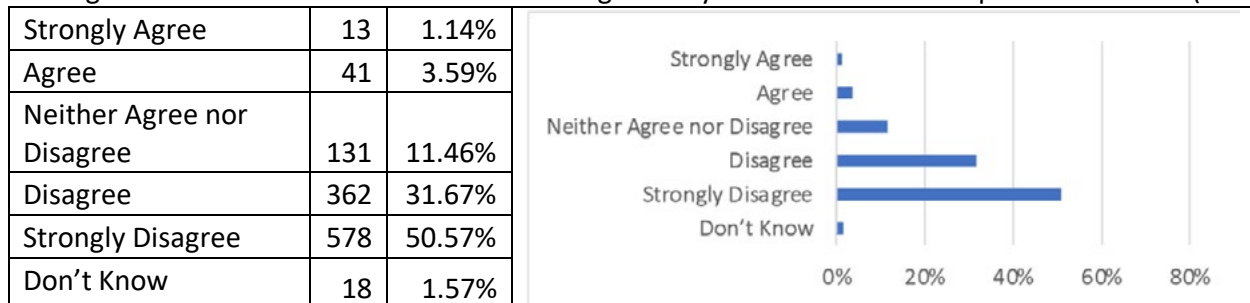 Strongly Agree 13 1.14%
Agree 41 3.59%
Neither Agree nor
Disagree 131 11.46%
Disagree 362 31.67%
Strongly Disagree 578 50.57%
Don't Know 18 1.57%
Strongly Agree
Agree
Neither Agree nor Disagree
Disagree
Strongly Disagree
Don't Know
0% 20% 40% 60% 80%